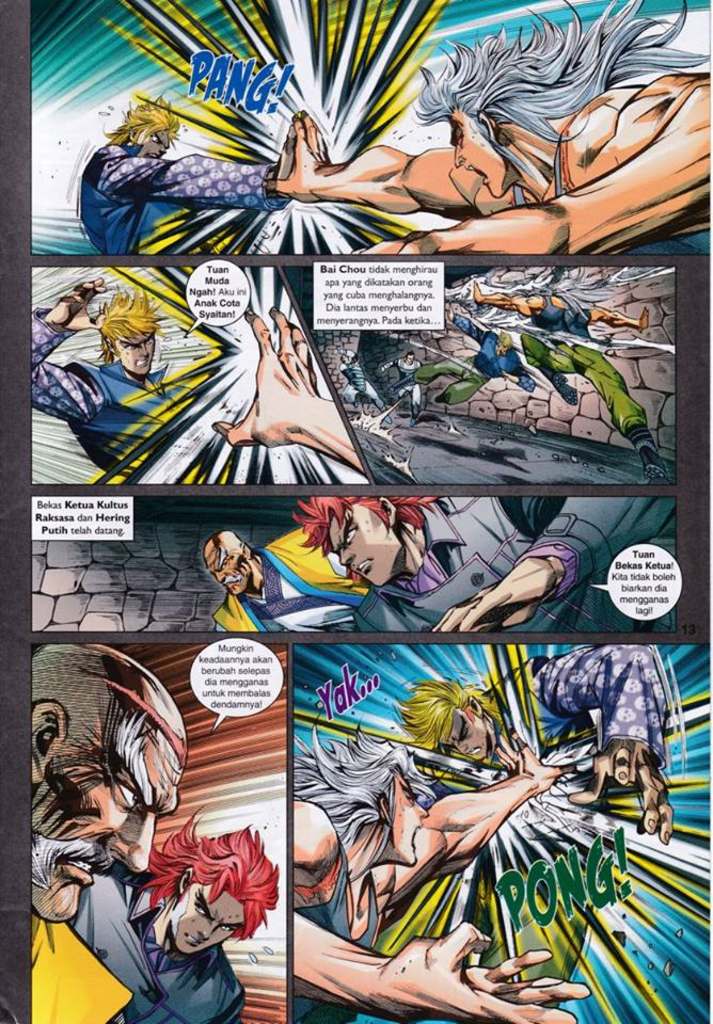 PANG!
Tuan
Muda
Ngah! Aku ini
Anak Cota
Syaitan!
Bai Chou tidak menghirau
apa yang dikatakan orang
yang cuba menghalangnya.
Dia lantas menyerbu dan
menyerangnya. Pada ketika...
Bekas Ketua Kultus
Raksasa dan Hering
Putih telah datang.
Tuan
Bekas Ketua!
Kita tidak boleh
biarkan dia
mengganas
lagi!
13
Mungkin
keadaannya akan
berubah selepas
dia mengganas
untuk membalas
dendamnya!
Yak...
PONG!